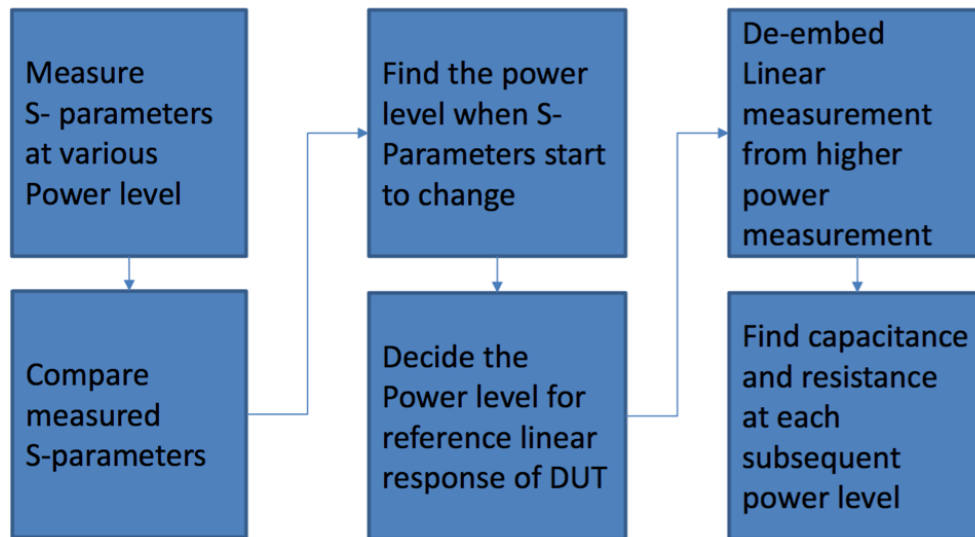 Measure
S- parameters
at various
Power level
Compare
measured
S-parameters
Find the power
level when S-
Parameters start
to change
Decide the
Power level for
reference linear
response of DUT
De-embed
Linear
measurement
from higher
power
measurement
Find capacitance
and resistance
at each
subsequent
power level